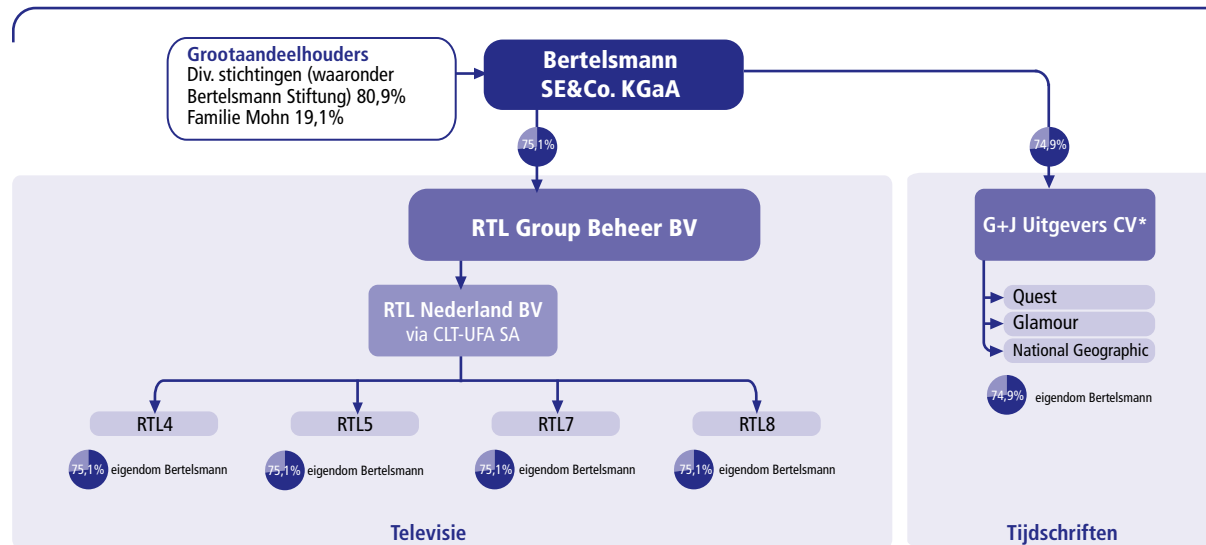 Grootaandeelhouders
Div. stichtingen (waaronder
Bertelsmann Stiftung) 80,9%
Familie Mohn 19,1%
Bertelsmann
SE&Co. KGaA
75,1%
74,9%
RTL Group Beheer BV
G+J Uitgevers CV*
RTL Nederland BV
via CLT-UFA SA
Quest
Glamour
National Geographic
74,9% eigendom Bertelsmann
RTL4
RTL5
RTL7
RTL8
75,1% eigendom Bertelsmann
75,1% eigendom Bertelsmann
75,1% eigendom Bertelsmann
75,1% eigendom Bertelsmann
Televisie
Tijdschriften